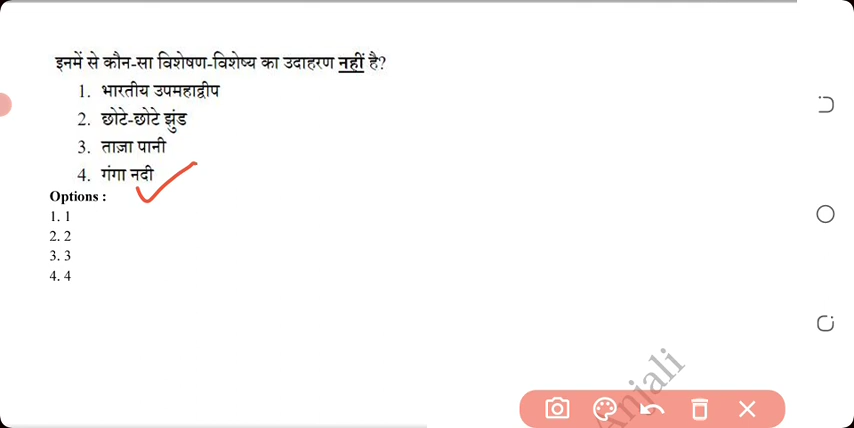 इनमें से कौन-सा विशेषण-विशेष्य का उदाहरण नहीं है?
1. भारतीय उपमहाद्वीप
2. छोटे-छोटे झुंड
3. ताज़ा पानी
4. गंगा नदी
Options :
1. 1
2. 2
3. 3
4. 4
Anjali